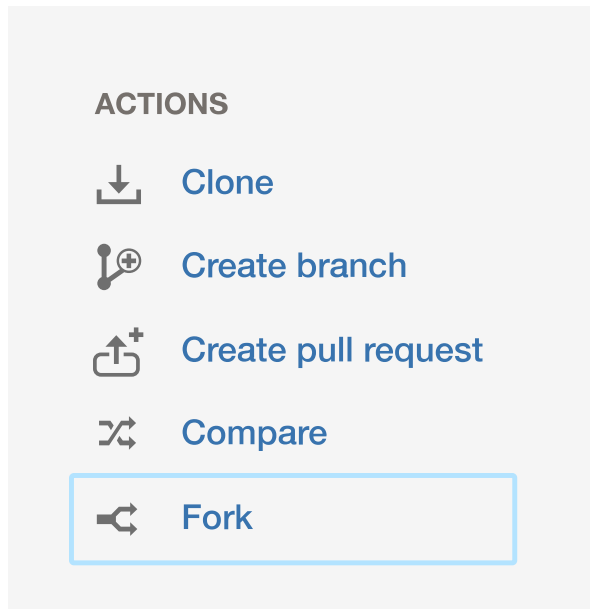 ACTIONS
Clone
Create branch
Create pull request
Compare
Fork